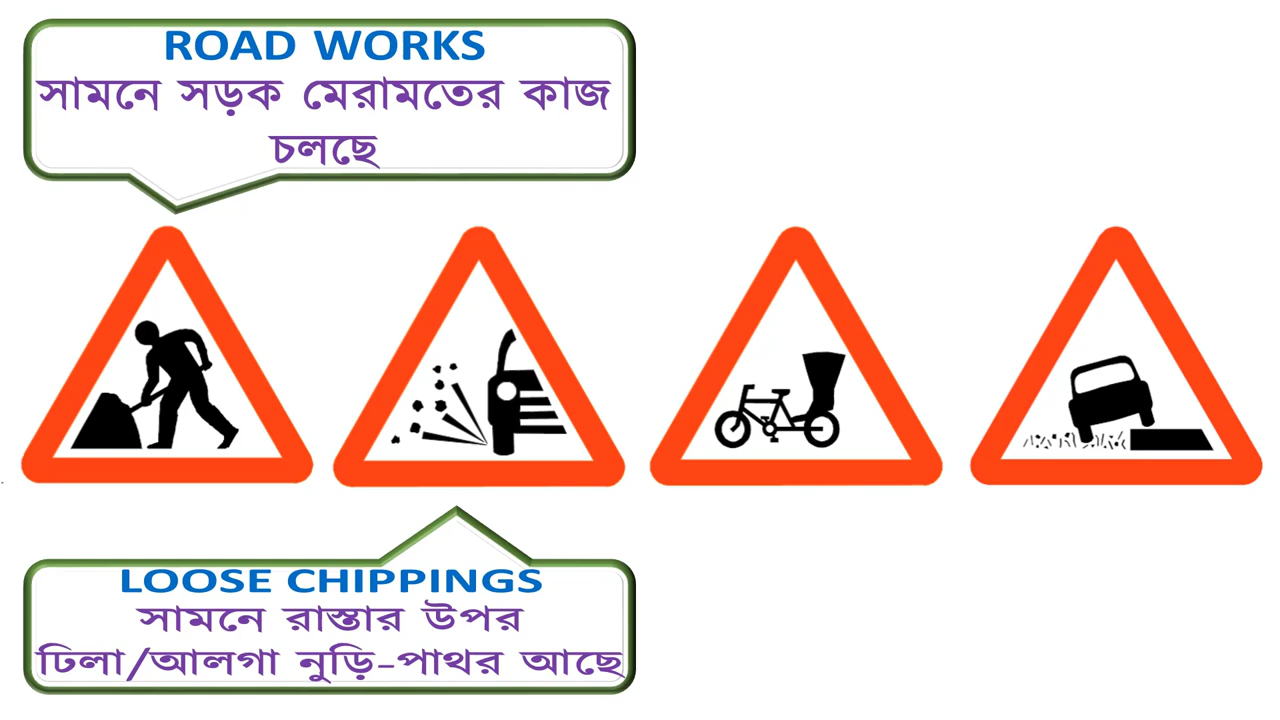 ROAD WORKS
সামনে সড়ক মেরামতের কাজ
চলছে
LOOSE CHIPPINGS
সামনে রাস্তার উপর
ঢিলা/আলগা নুড়ি-পাথর আছে